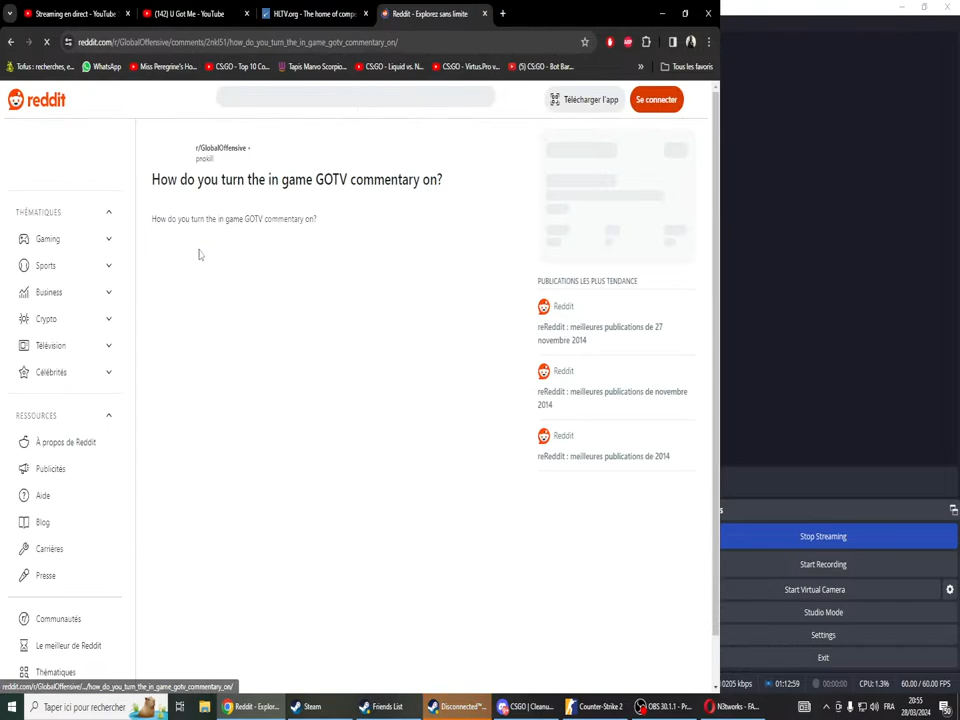 Streaming en direct - YouTube
(142) U Got Me - YouTube
HLTV.org - The home of comp
Reddit - Explorez sans limite
reddit.com/r/GlobalOffensive/comments/2nkl51/how_do_you_turn_the_in_game_gotv_commentary_on/
Tofus : recherches, e...
WhatsApp
Miss Peregrine's Ho...
CS:GO - Top 10 Co...
Tapis Marvo Scorpio...
CS:GO - Liquid vs. N...
CS:GO - Virtus.Pro v...
(5) CS:GO - Bot Bar...
Tous les favoris
reddit
Télécharger l'app
Se connecter
r/GlobalOffensive •
prokill
How do you turn the in game GOTV commentary on?
How do you turn the in game GOTV commentary on?
THÉMATIQUES
Gaming
Sports
Business
Crypto
Télévision
Célébrités
RESSOURCES
À propos de Reddit
Publicités
Aide
Blog
Carrières
Presse
Communautés
Le meilleur de Reddit
Thématiques
PUBLICATIONS LES PLUS TENDANCE
Reddit
reReddit : meilleures publications de 27
novembre 2014
Reddit
reReddit : meilleures publications de novembre
2014
Reddit
reReddit : meilleures publications de 2014
reddit.com/r/GlobalOffensive/.../how_do_you_turn_the_in_game_gotv_commentary_on/
s
Stop Streaming
Start Recording
Start Virtual Camera
Studio Mode
Settings
Exit
0205 kbps
01:12:59
00:00:00
CPU: 1.3%
60.00 / 60.00 FPS
Taper ici pour rechercher
Reddit - Explor...
Steam
Friends List
Disconnected™...
CSGO | Cleanu...
Counter-Strike 2
OBS 30.1.1 - Pr...
N3tworks - FA...
FRA
20:55
28/03/2024
50